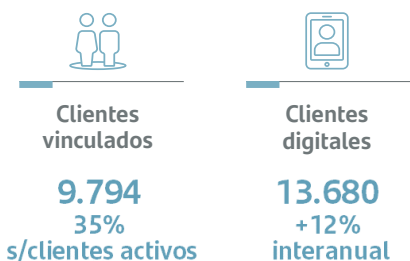 Clientes
vinculados
9.794
35%
s/clientes activos
Clientes
digitales
13.680
+12%
interanual